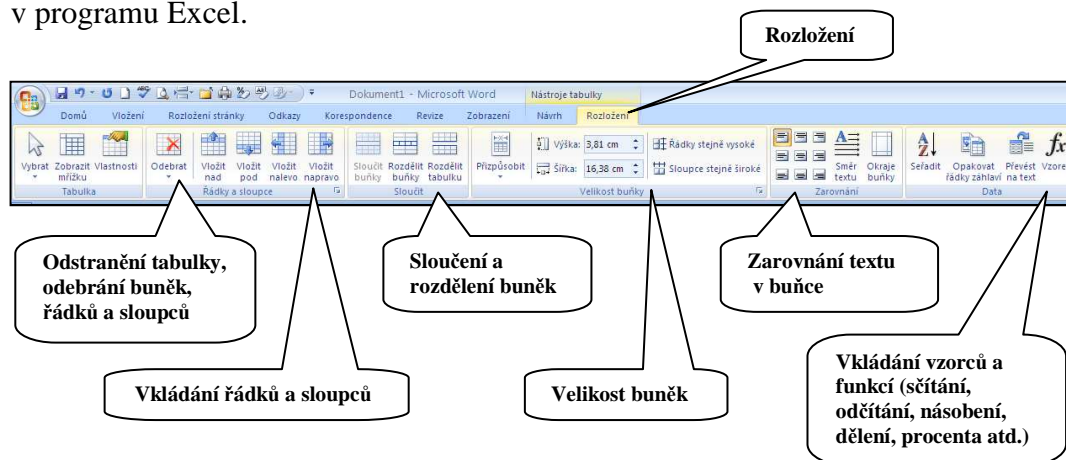 v programu Excel.
Rozložení
Dokument1 - Microsoft Word
Nástroje tabulky
Domů Vložení Rozložení stránky Odkazy Korespondence Revize Zobrazení Návrh Rozložení
Vybrat Zobrazit mřížku Vlastnosti
Tabulka
Odebrat Vložit nad Vložit pod Vložit nalevo Vložit napravo
Řádky a sloupce
Sloučit buňky Rozdělit buňky Rozdělit tabulku
Sloučit
Přizpůsobit
Výška: 3,81 cm
Šířka: 16,38 cm
Řádky stejně vysoké
Sloupce stejně široké
Velikost buňky
Směr textu Okraje buňky
Zarovnání
Seřadit Opakovat řádky záhlaví Převést na text Vzore
Data
Odstranění tabulky,
odebrání buněk,
řádků a sloupců
Sloučení a
rozdělení buněk
Zarovnání textu
v buňce
Vkládání řádků a sloupců
Velikost buněk
Vkládání vzorců a
funkcí (sčítání,
odčítání, násobení,
dělení, procenta atd.)